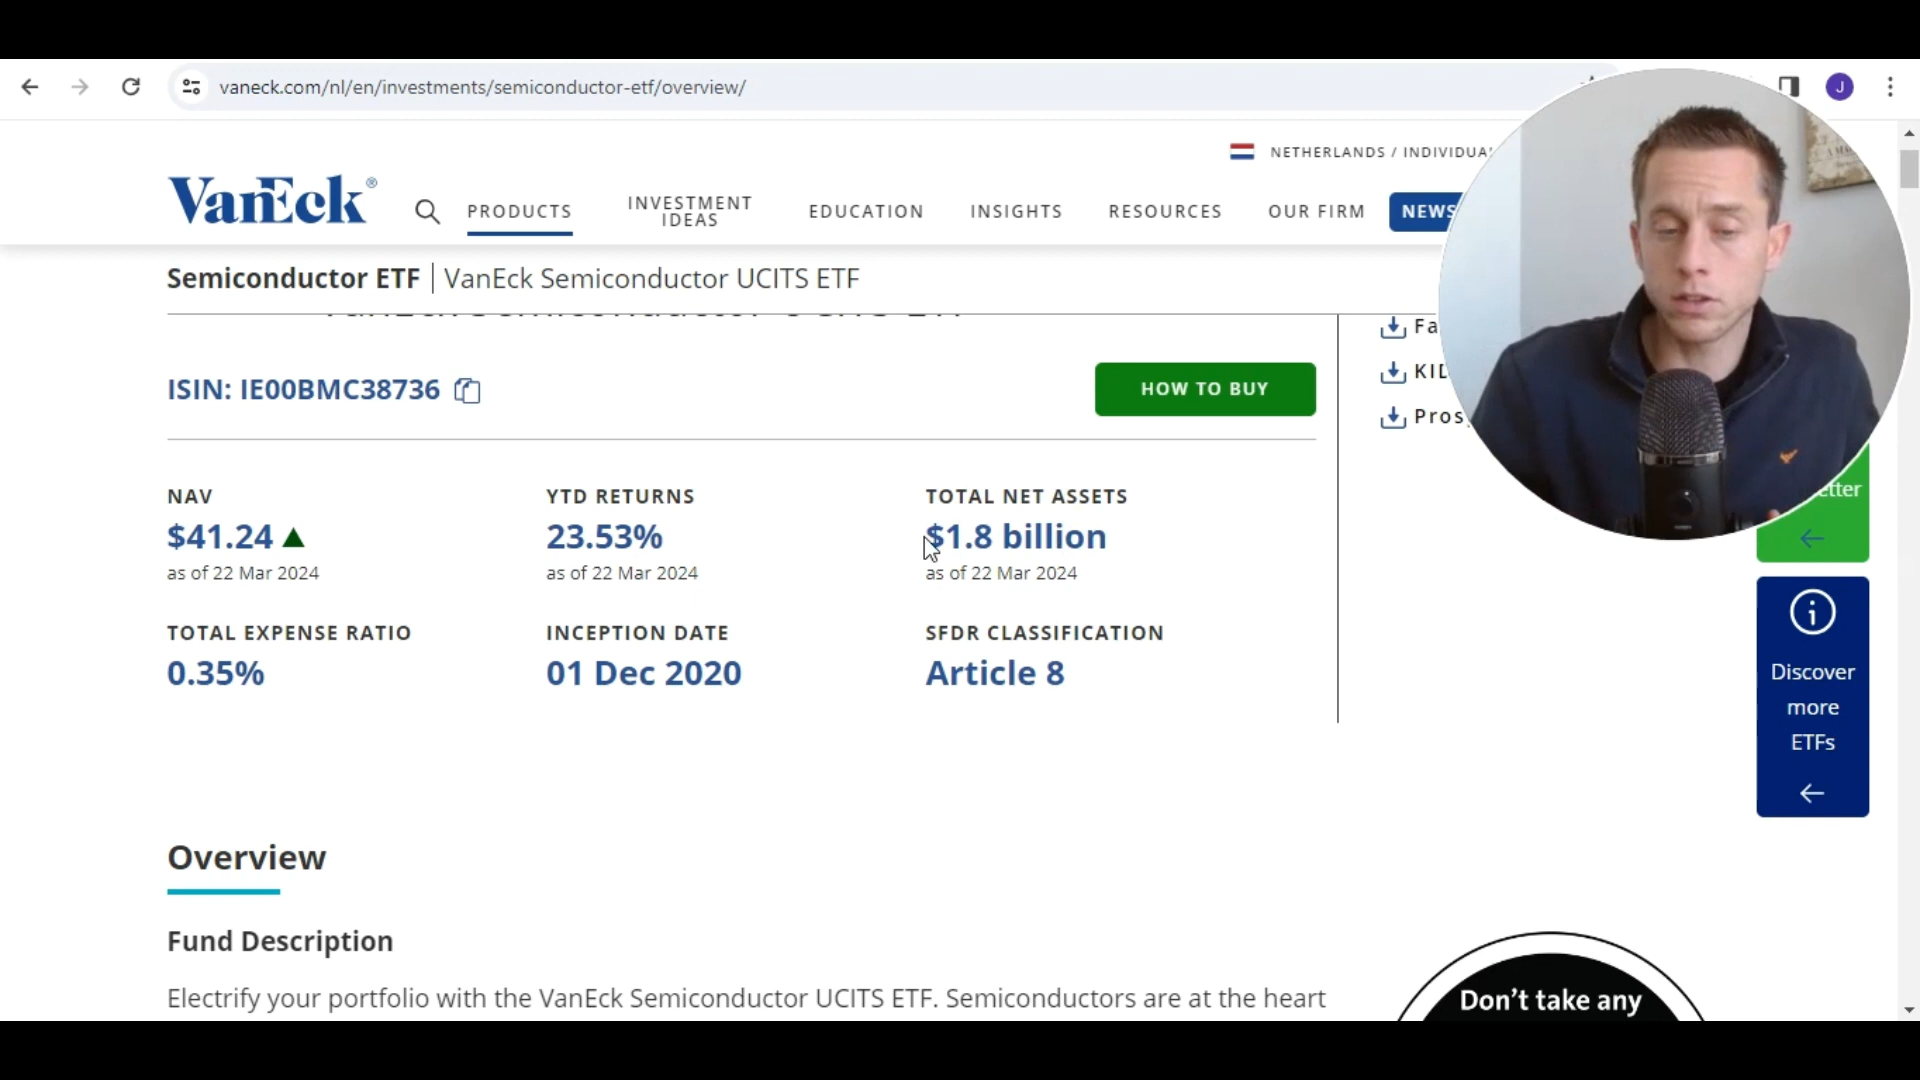 vaneck.com/nl/en/investments/semiconductor-etf/overview/
J
NETHERLANDS / INDIVIDUAL
VanEck®
PRODUCTS
INVESTMENT
IDEAS
EDUCATION
INSIGHTS
RESOURCES
OUR FIRM
NEWS
Semiconductor ETF | VanEck Semiconductor UCITS ETF
ISIN: IE00BMC38736
HOW TO BUY
Fa
KID
Pros
NAV
$41.24
as of 22 Mar 2024
YTD RETURNS
23.53%
as of 22 Mar 2024
TOTAL NET ASSETS
$1.8 billion
as of 22 Mar 2024
TOTAL EXPENSE RATIO
0.35%
INCEPTION DATE
01 Dec 2020
SFDR CLASSIFICATION
Article 8
etter
Discover
more
ETFs
Overview
Fund Description
Electrify your portfolio with the VanEck Semiconductor UCITS ETF. Semiconductors are at the heart
Don't take any